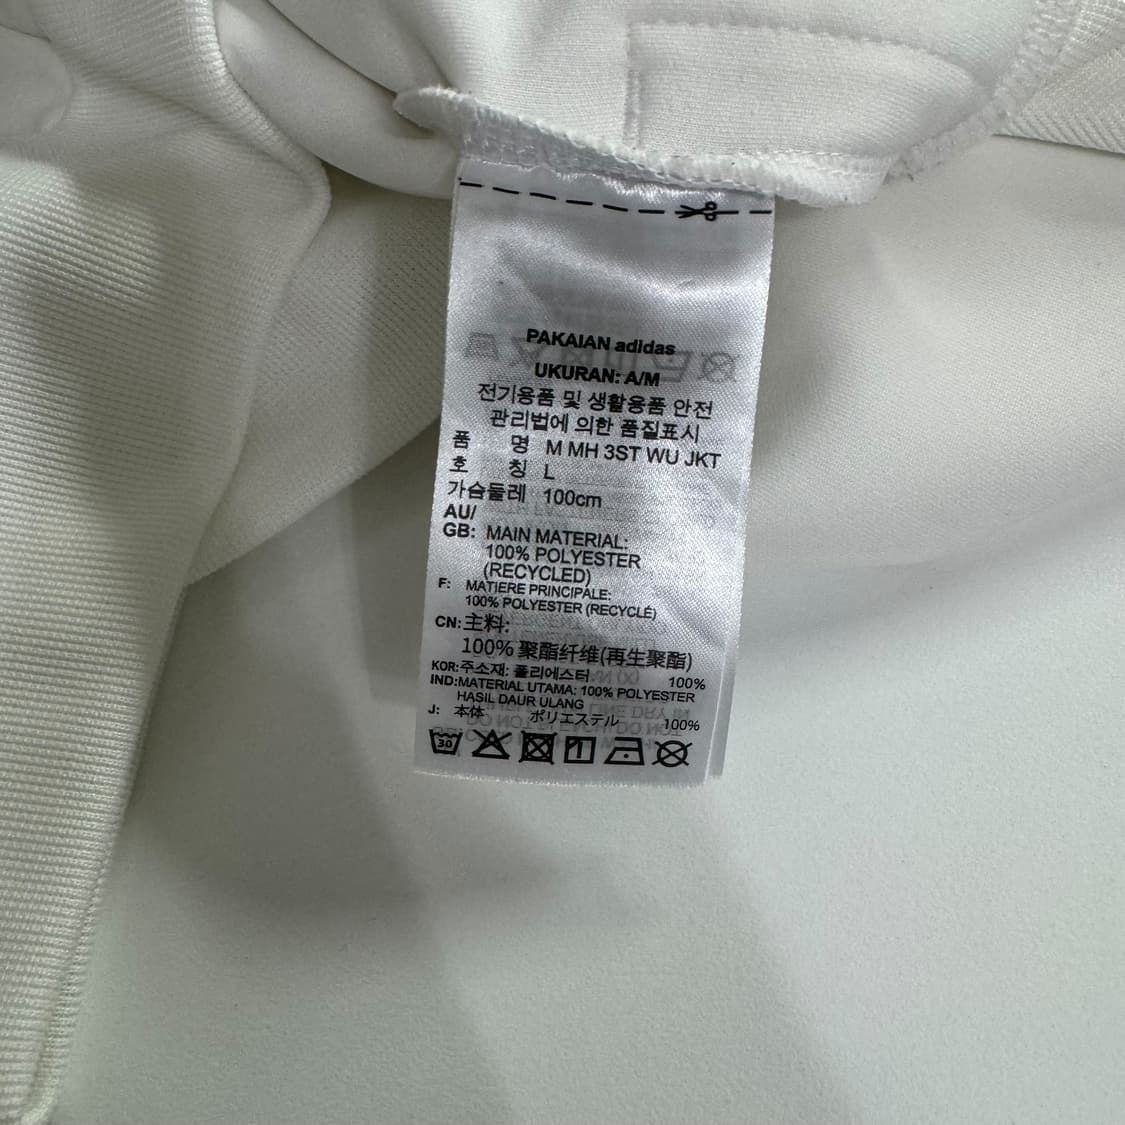 PAKAIAN adidas
UKURAN: A/M
전기용품 및 생활용품 안전
관리법에 의한 품질표시
품 명 M MH 3ST WU JKT
호 칭 L
가슴둘레 100cm
AU/
GB: MAIN MATERIAL:
100% POLYESTER
(RECYCLED)
F: MATIÈRE PRINCIPALE:
100% POLYESTER (RECYCLÉ)
CN: 主料:
100% 聚酯纤维(再生聚酯)
KOR: 주소재: 폴리에스터 100%
IND: MATERIAL UTAMA: 100% POLYESTER
HASIL DAUR ULANG
J: 本体 ポリエステル 100%
30